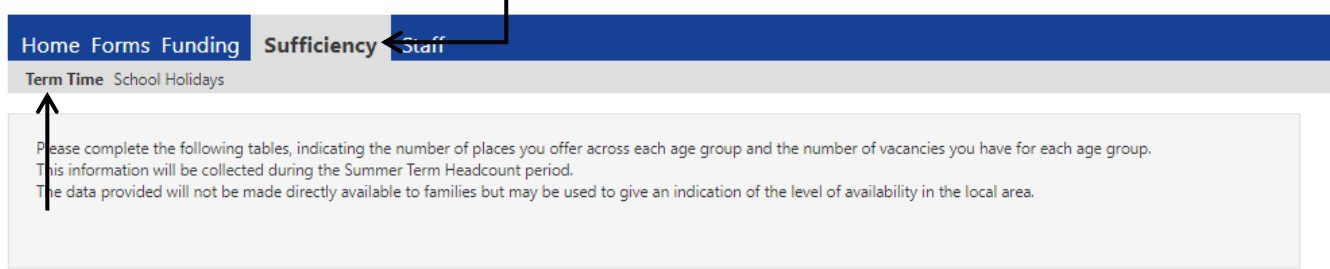 Home Forms Funding Sufficiency Staff
Term Time School Holidays
Please complete the following tables, indicating the number of places you offer across each age group and the number of vacancies you have for each age group.
This information will be collected during the Summer Term Headcount period.
The data provided will not be made directly available to families but may be used to give an indication of the level of availability in the local area.